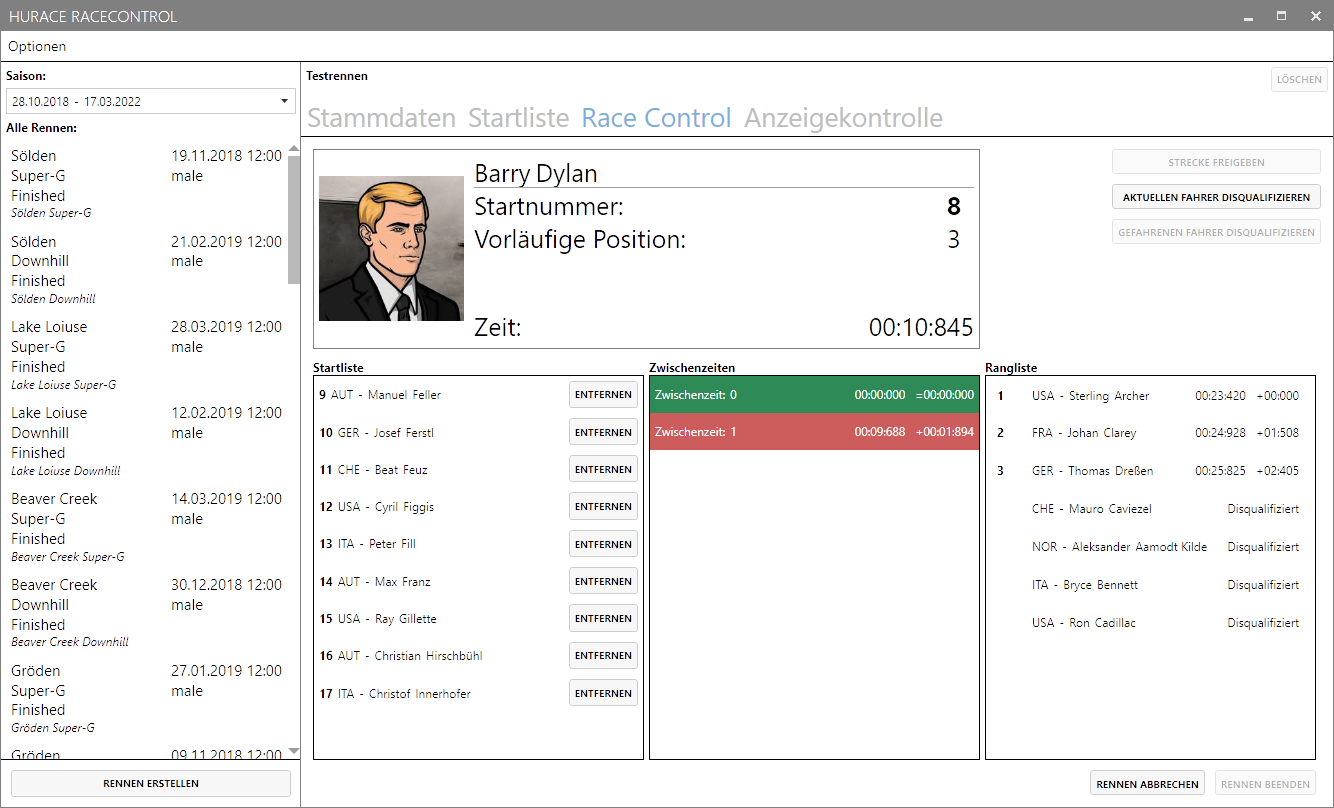 HURACE RACECONTROL
Optionen
Saison:
28.10.2018 - 17.03.2022
Alle Rennen:
Sölden 19.11.2018 12:00
Super-G male
Finished
Sölden Super-G
Sölden 21.02.2019 12:00
Downhill male
Finished
Sölden Downhill
Lake Loiuse 28.03.2019 12:00
Super-G male
Finished
Lake Loiuse Super-G
Lake Loiuse 12.02.2019 12:00
Downhill male
Finished
Lake Loiuse Downhill
Beaver Creek 14.03.2019 12:00
Super-G male
Finished
Beaver Creek Super-G
Beaver Creek 30.12.2018 12:00
Downhill male
Finished
Beaver Creek Downhill
Gröden 27.01.2019 12:00
Super-G male
Finished
Gröden Super-G
Gröden 09.11.2018 12:00
RENNEN ERSTELLEN
Testrennen
LÖSCHEN
Stammdaten Startliste Race Control Anzeigekontrolle
Barry Dylan
Startnummer: 8
Vorläufige Position: 3
Zeit: 00:10:845
STRECKE FREIGEBEN
AKTUELLEN FAHRER DISQUALIFIZIEREN
GEFAHRENEN FAHRER DISQUALIFIZIEREN
Startliste
9 AUT - Manuel Feller ENTFERNEN
10 GER - Josef Ferstl ENTFERNEN
11 CHE - Beat Feuz ENTFERNEN
12 USA - Cyril Figgis ENTFERNEN
13 ITA - Peter Fill ENTFERNEN
14 AUT - Max Franz ENTFERNEN
15 USA - Ray Gillette ENTFERNEN
16 AUT - Christian Hirschbühl ENTFERNEN
17 ITA - Christof Innerhofer ENTFERNEN
Zwischenzeiten
Zwischenzeit: 0 00:00:000 =00:00:000
Zwischenzeit: 1 00:09:688 +00:01:894
Rangliste
1 USA - Sterling Archer 00:23:420 +00:000
2 FRA - Johan Clarey 00:24:928 +01:508
3 GER - Thomas Dreßen 00:25:825 +02:405
CHE - Mauro Caviezel Disqualifiziert
NOR - Aleksander Aamodt Kilde Disqualifiziert
ITA - Bryce Bennett Disqualifiziert
USA - Ron Cadillac Disqualifiziert
RENNEN ABBRECHEN
RENNEN BEENDEN